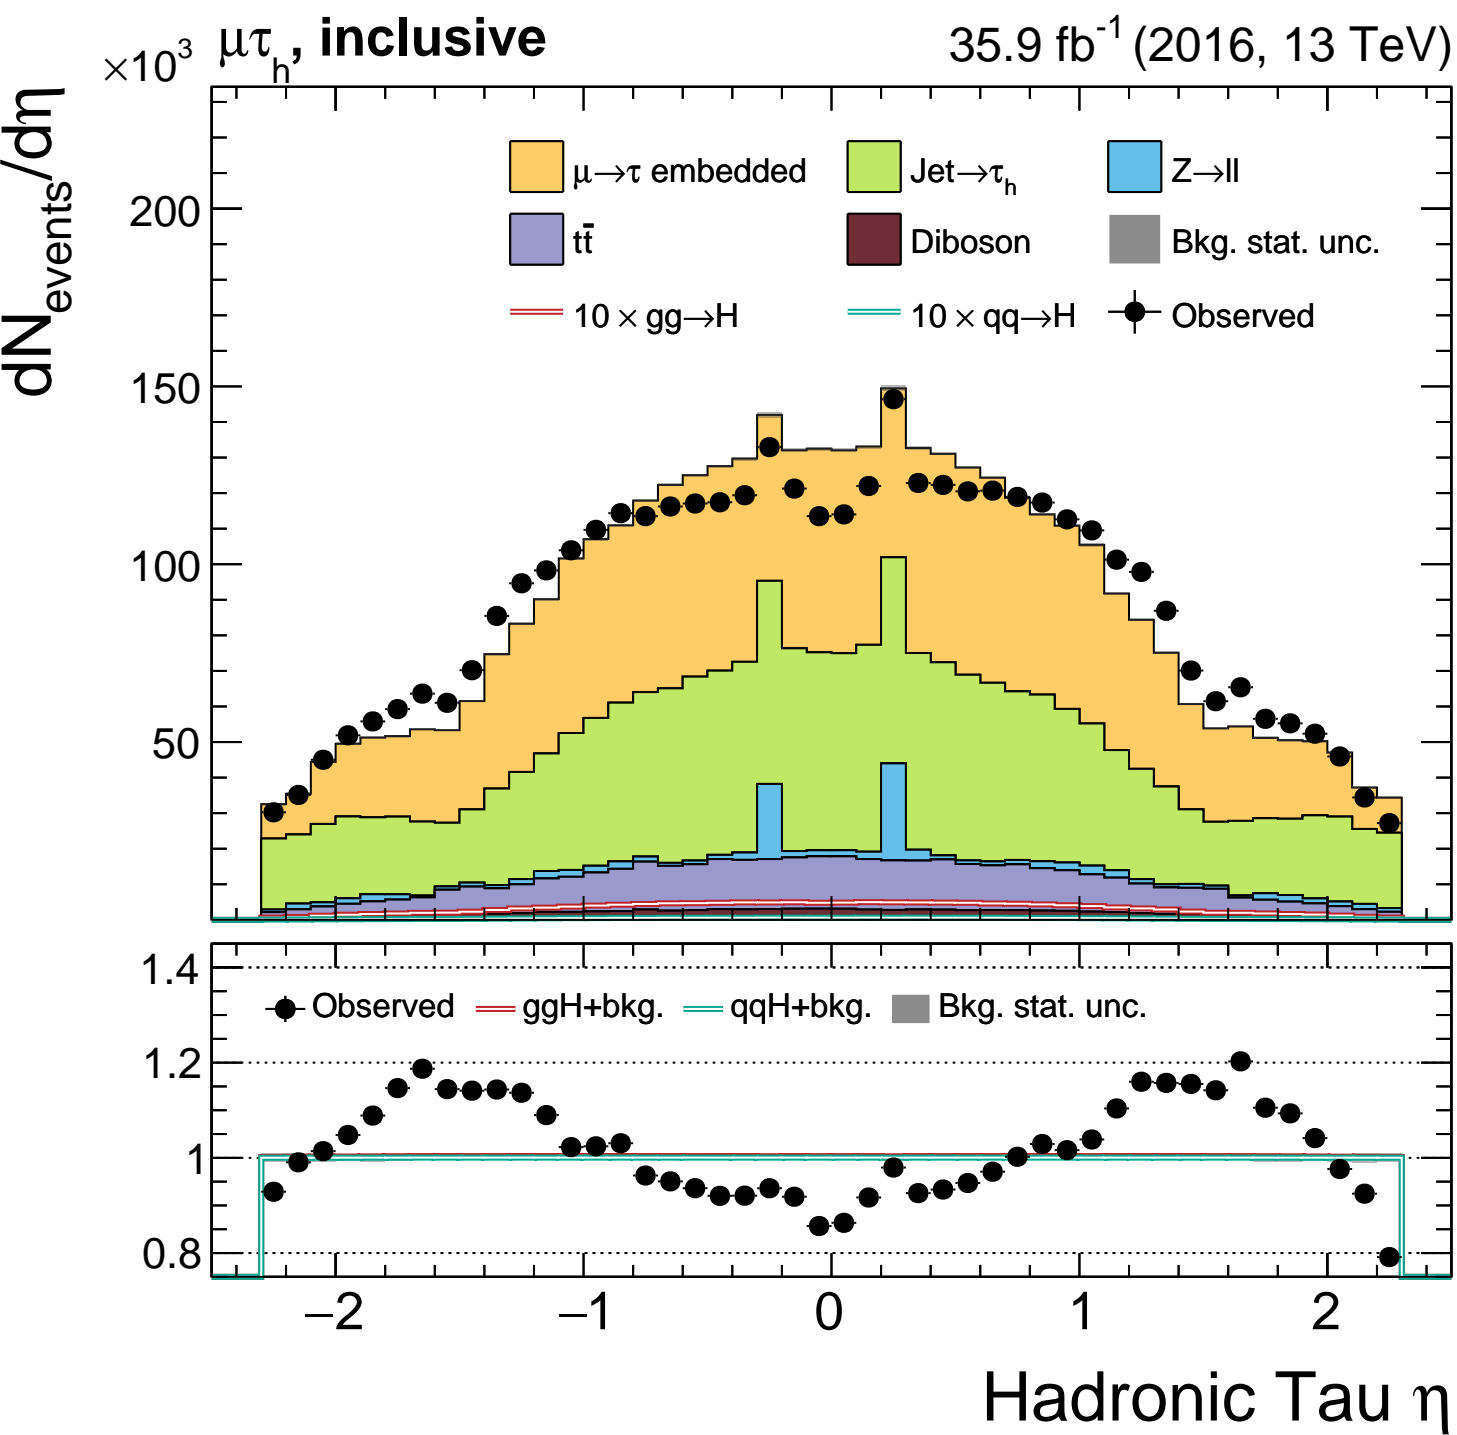 ×10³ μτₕ, inclusive 35.9 fb⁻¹ (2016, 13 TeV)
dN_events/dη
μ→τ embedded Jet→τₕ Z→ll
tt̄ Diboson Bkg. stat. unc.
10 × gg→H 10 × qq→H Observed
200
150
100
50
1.4
Observed ggH+bkg. qqH+bkg. Bkg. stat. unc.
1.2
1
0.8
−2 −1 0 1 2
Hadronic Tau η